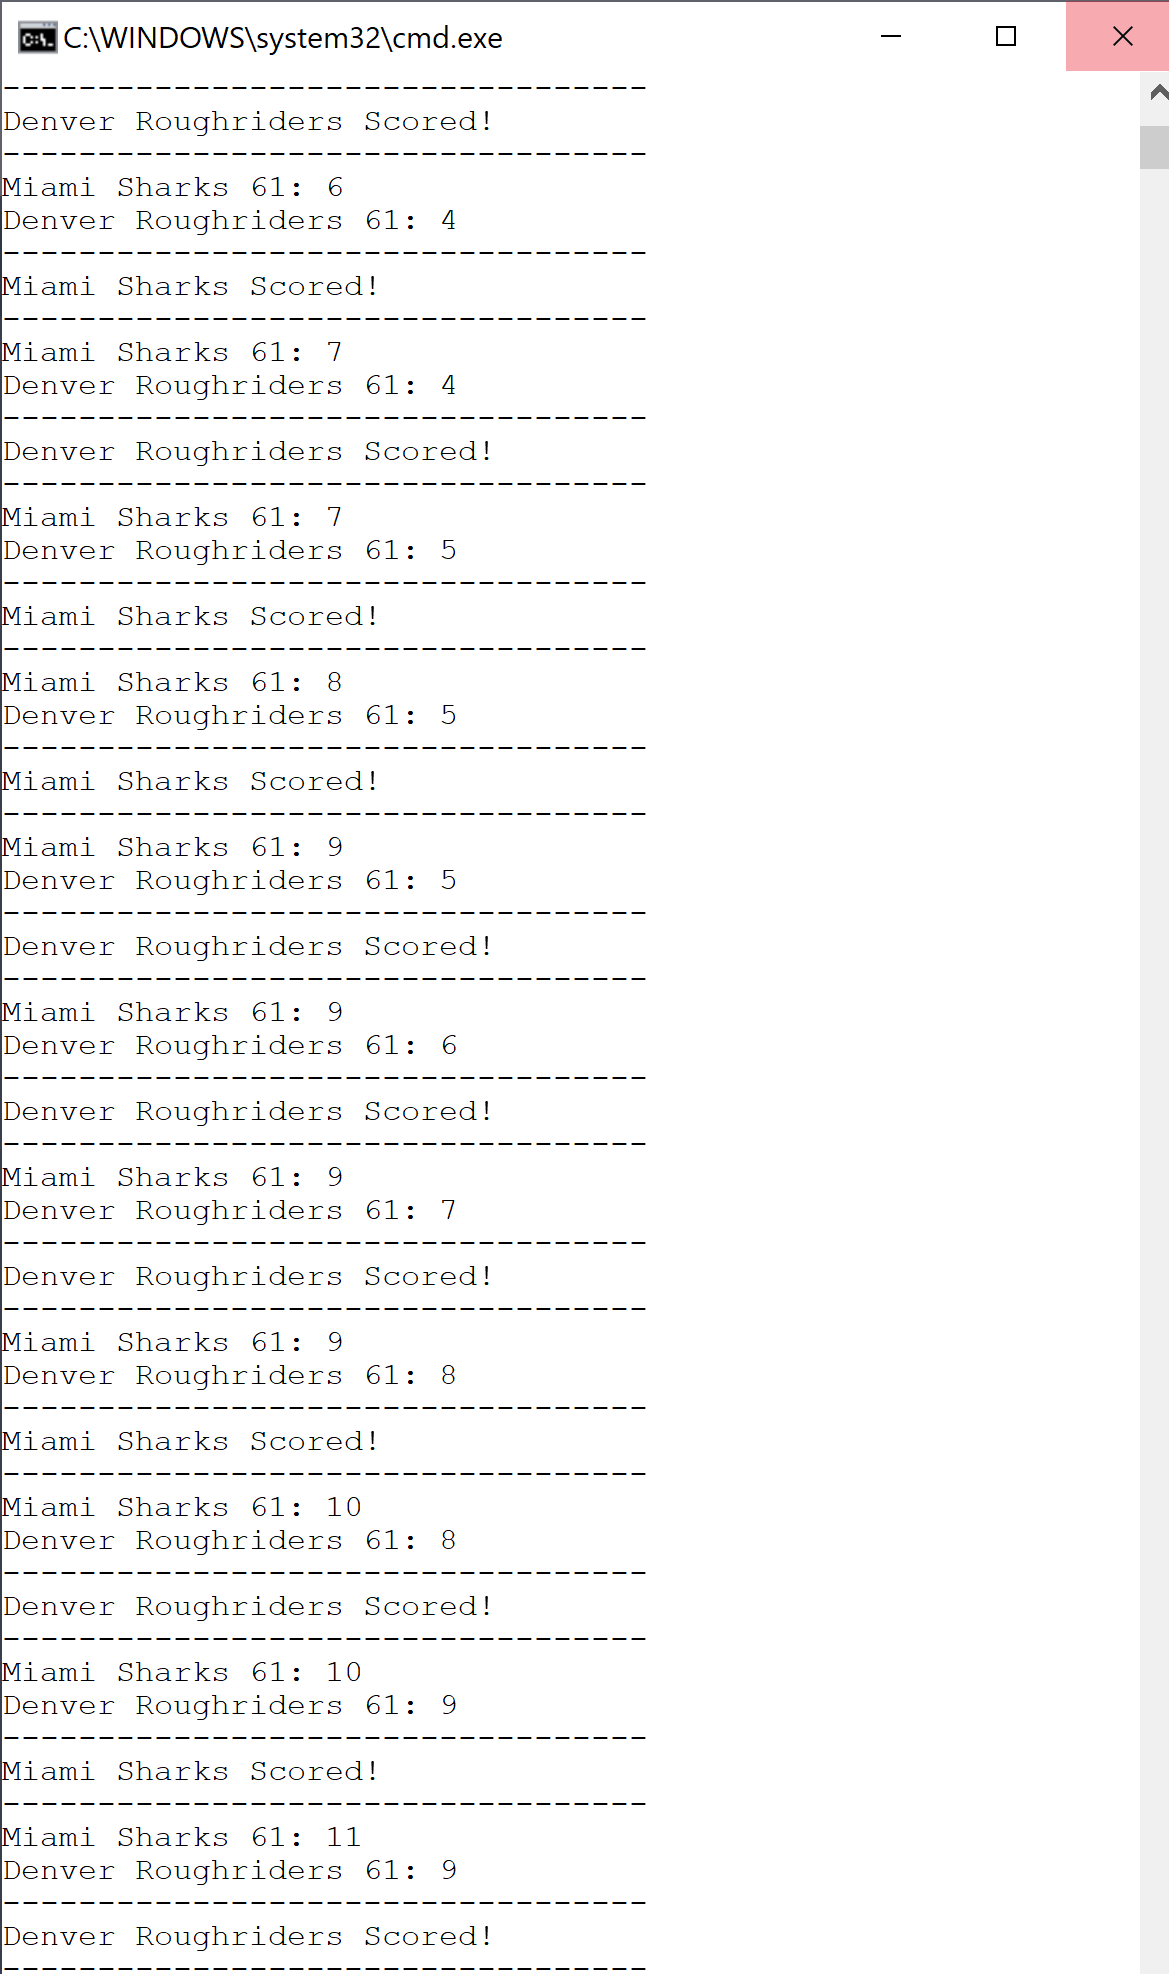 C:\WINDOWS\system32\cmd.exe
----------------------------------
Denver Roughriders Scored!
----------------------------------
Miami Sharks 61: 6
Denver Roughriders 61: 4
----------------------------------
Miami Sharks Scored!
----------------------------------
Miami Sharks 61: 7
Denver Roughriders 61: 4
----------------------------------
Denver Roughriders Scored!
----------------------------------
Miami Sharks 61: 7
Denver Roughriders 61: 5
----------------------------------
Miami Sharks Scored!
----------------------------------
Miami Sharks 61: 8
Denver Roughriders 61: 5
----------------------------------
Miami Sharks Scored!
----------------------------------
Miami Sharks 61: 9
Denver Roughriders 61: 5
----------------------------------
Denver Roughriders Scored!
----------------------------------
Miami Sharks 61: 9
Denver Roughriders 61: 6
----------------------------------
Denver Roughriders Scored!
----------------------------------
Miami Sharks 61: 9
Denver Roughriders 61: 7
----------------------------------
Denver Roughriders Scored!
----------------------------------
Miami Sharks 61: 9
Denver Roughriders 61: 8
----------------------------------
Miami Sharks Scored!
----------------------------------
Miami Sharks 61: 10
Denver Roughriders 61: 8
----------------------------------
Denver Roughriders Scored!
----------------------------------
Miami Sharks 61: 10
Denver Roughriders 61: 9
----------------------------------
Miami Sharks Scored!
----------------------------------
Miami Sharks 61: 11
Denver Roughriders 61: 9
----------------------------------
Denver Roughriders Scored!
----------------------------------